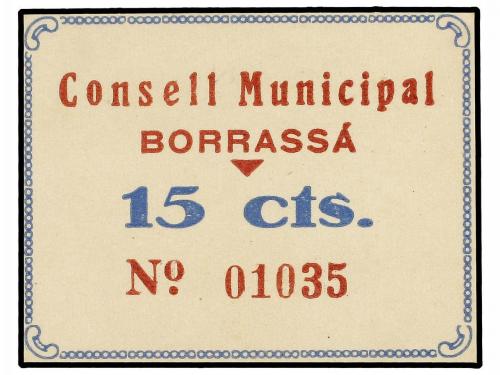 Consell Municipal
BORRASSÁ
15 cts.
Nº 01035